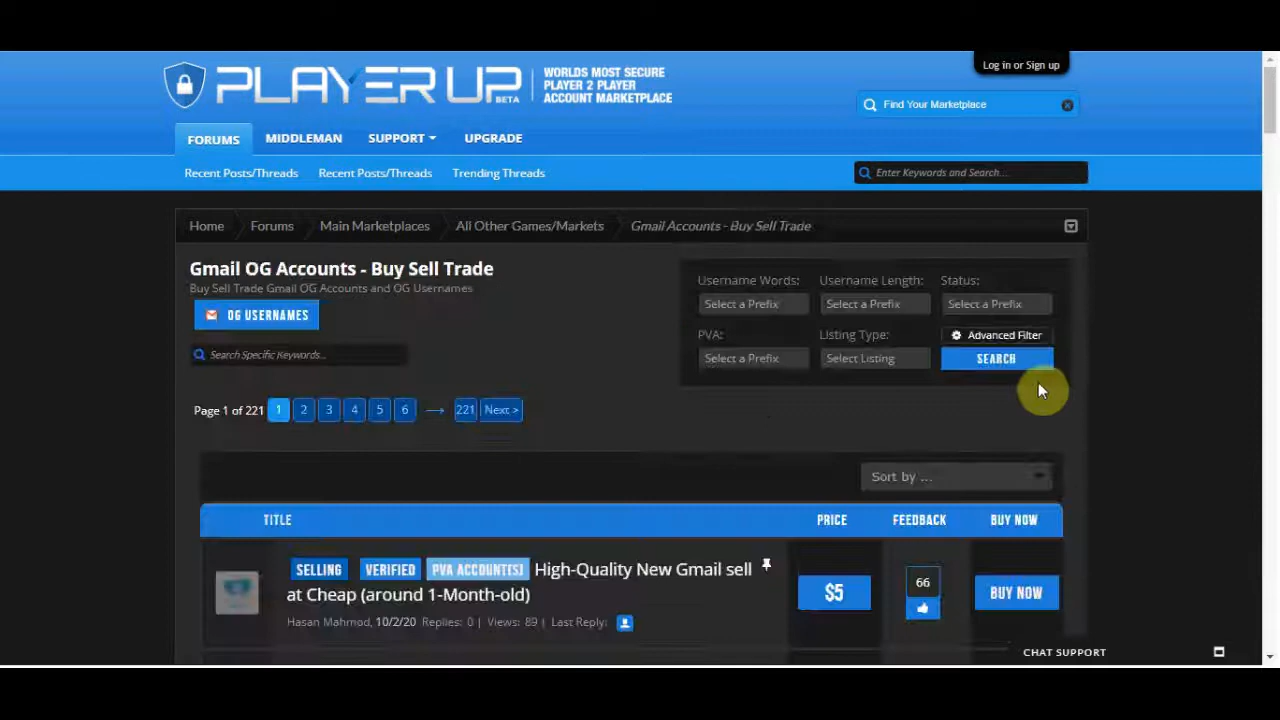 Log in or Sign up
PLAYER UP BETA
WORLDS MOST SECURE
PLAYER 2 PLAYER
ACCOUNT MARKETPLACE
Find Your Marketplace
FORUMS MIDDLEMAN SUPPORT UPGRADE
Recent Posts/Threads Recent Posts/Threads Trending Threads
Enter Keywords and Search...
Home Forums Main Marketplaces All Other Games/Markets Gmail Accounts - Buy Sell Trade
Gmail OG Accounts - Buy Sell Trade
Buy Sell Trade Gmail OG Accounts and OG Usernames
OG USERNAMES
Search Specific Keywords...
Username Words: Username Length: Status:
Select a Prefix Select a Prefix Select a Prefix
PVA: Listing Type: Advanced Filter
Select a Prefix Select Listing SEARCH
Page 1 of 221 1 2 3 4 5 6 → 221 Next >
Sort by ...
TITLE PRICE FEEDBACK BUY NOW
SELLING VERIFIED PVA ACCOUNT(S) High-Quality New Gmail sell
at Cheap (around 1-Month-old)
Hasan Mahmod, 10/2/20 Replies: 0 | Views: 89 | Last Reply:
$5
66
BUY NOW
CHAT SUPPORT